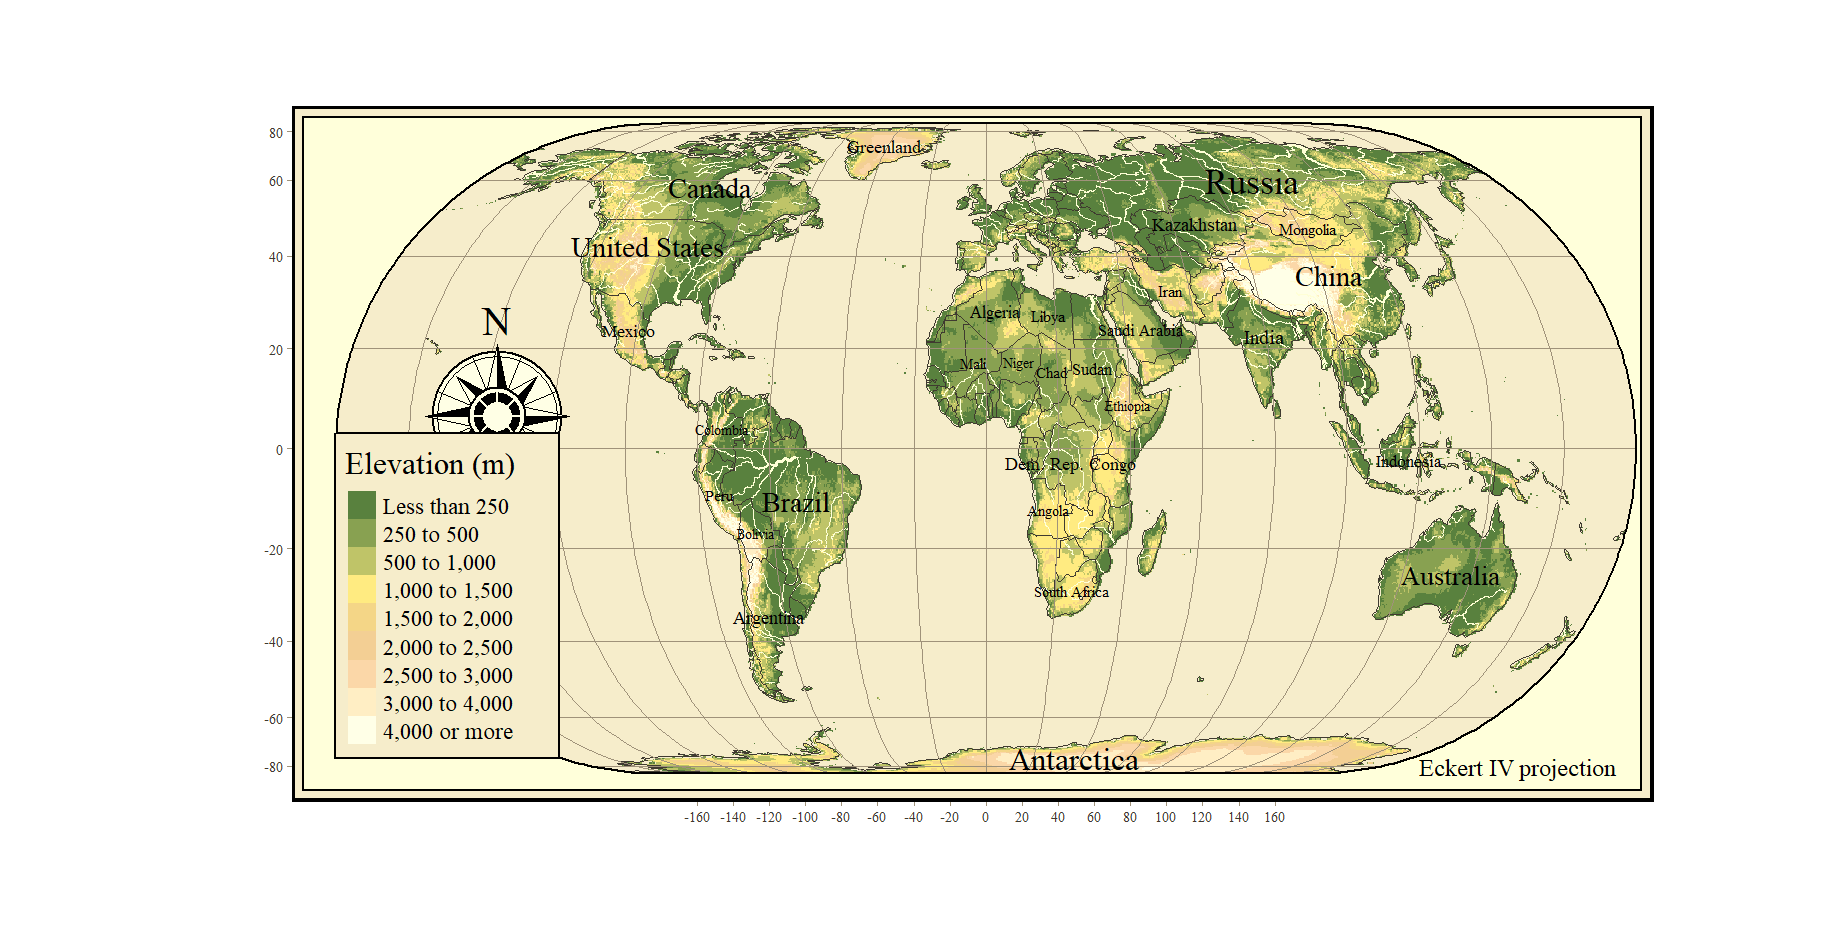 80
60
40
20
0
-20
-40
-60
-80
Greenland
Canada
Russia
United States
Kazakhstan
Mongolia
China
Iran
N
Mexico
Algeria
Libya
Saudi Arabia
India
Mali
Niger
Chad
Sudan
Ethiopia
Colombia
Dem. Rep. Congo
Indonesia
Peru
Brazil
Angola
Bolivia
Australia
South Africa
Argentina
Antarctica
Elevation (m)
Less than 250
250 to 500
500 to 1,000
1,000 to 1,500
1,500 to 2,000
2,000 to 2,500
2,500 to 3,000
3,000 to 4,000
4,000 or more
Eckert IV projection
-160 -140 -120 -100 -80 -60 -40 -20 0 20 40 60 80 100 120 140 160